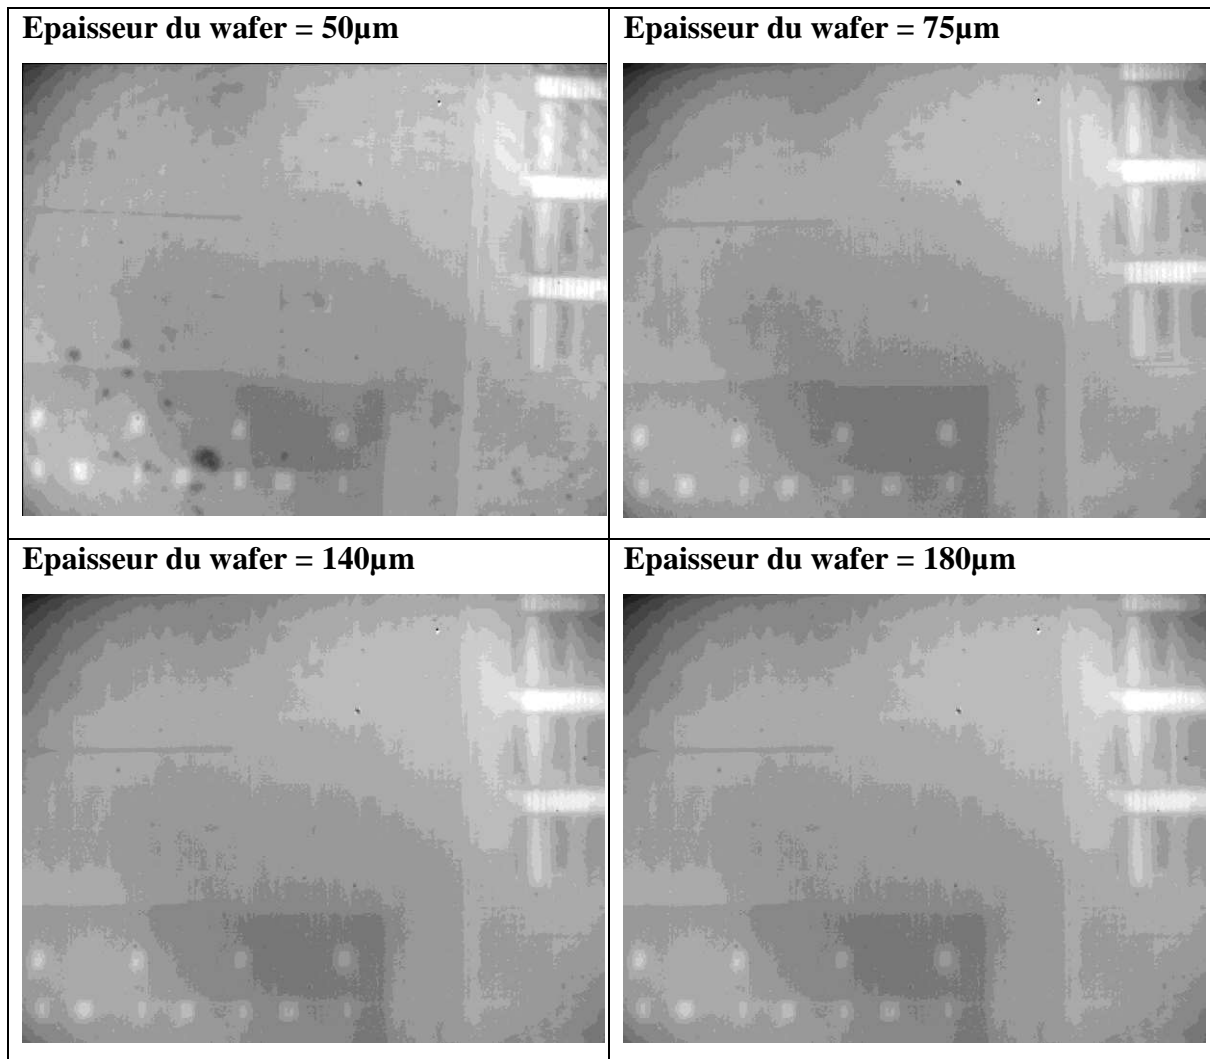 Epaisseur du wafer = 50µm
Epaisseur du wafer = 75µm
Epaisseur du wafer = 140µm
Epaisseur du wafer = 180µm